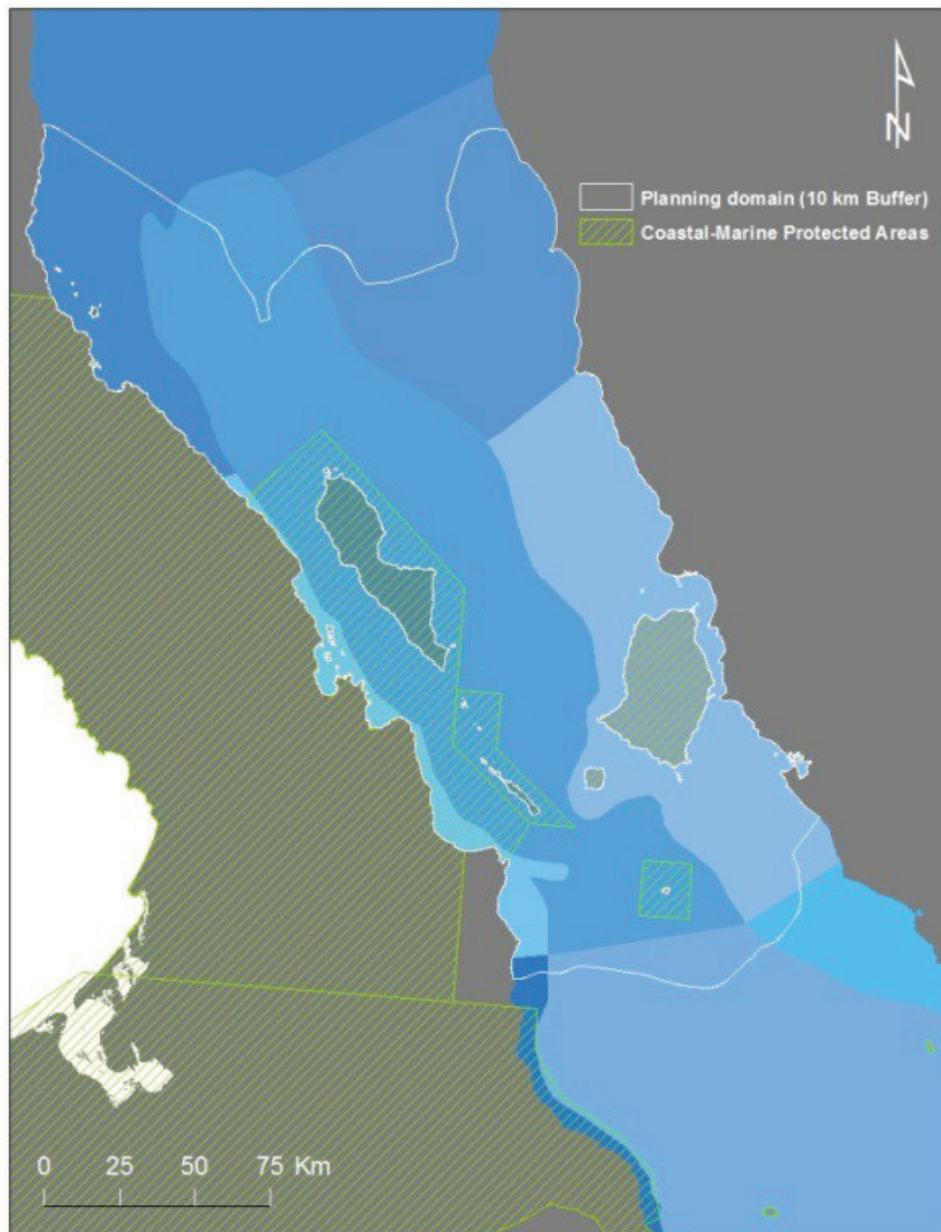 N
Planning domain (10 km Buffer)
Coastal-Marine Protected Areas
0 25 50 75 Km